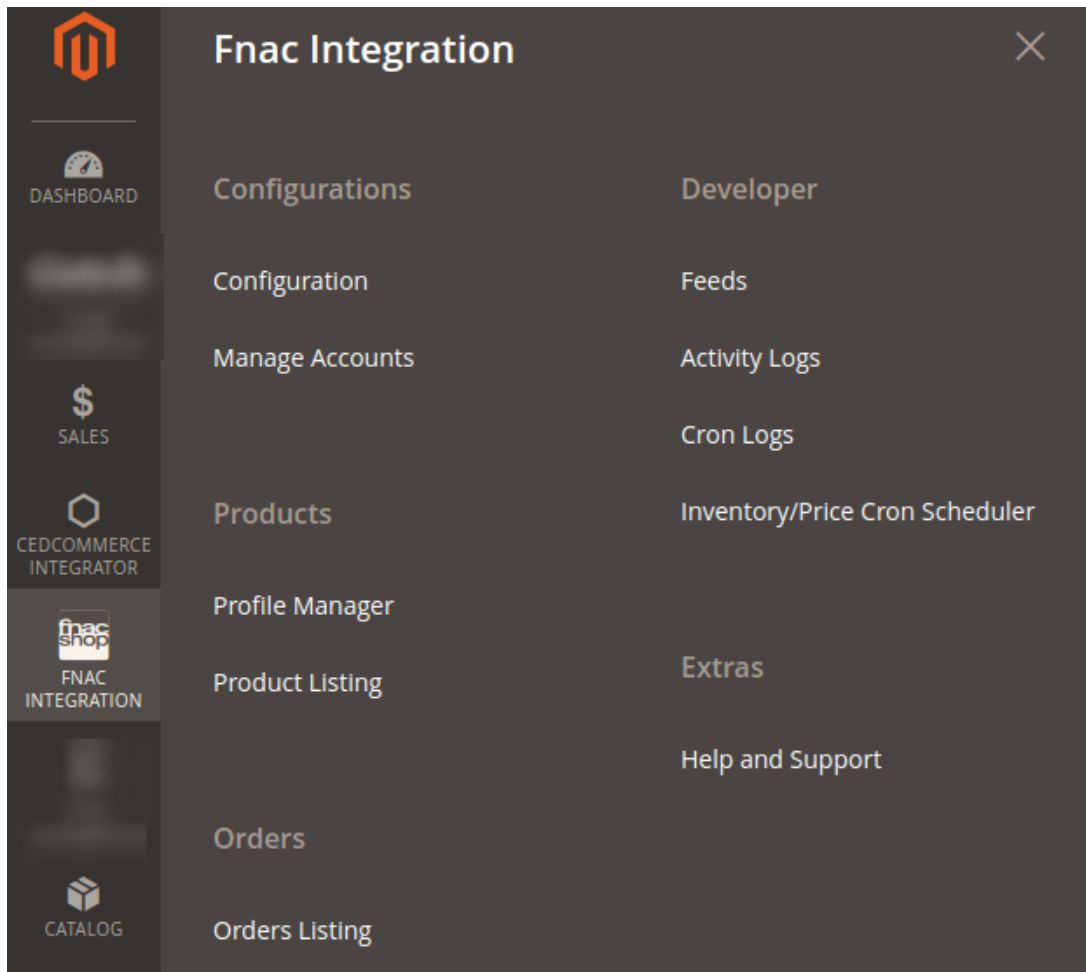 DASHBOARD
SALES
CEDCOMMERCE
INTEGRATOR
fnac
shop
FNAC
INTEGRATION
CATALOG
Fnac Integration
Configurations
Configuration
Manage Accounts
Products
Profile Manager
Product Listing
Orders
Orders Listing
Developer
Feeds
Activity Logs
Cron Logs
Inventory/Price Cron Scheduler
Extras
Help and Support